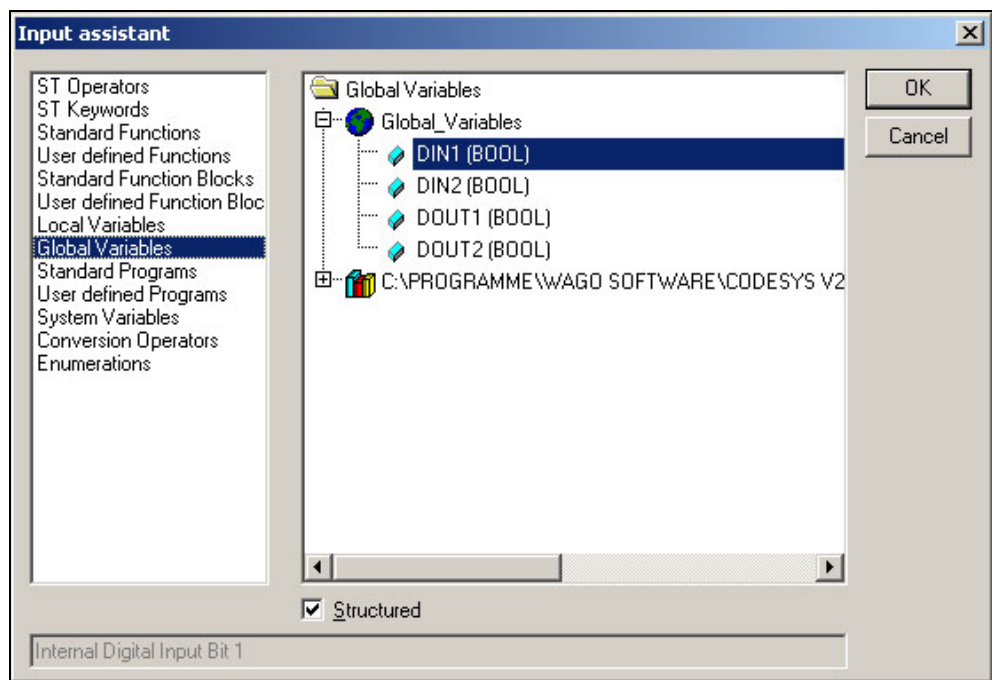 Input assistant
ST Operators
ST Keywords
Standard Functions
User defined Functions
Standard Function Blocks
User defined Function Bloc
Local Variables
Global Variables
Standard Programs
User defined Programs
System Variables
Conversion Operators
Enumerations
Global Variables
Global_Variables
DIN1 (BOOL)
DIN2 (BOOL)
DOUT1 (BOOL)
DOUT2 (BOOL)
C:\PROGRAMME\WAGO SOFTWARE\CODESYS V2
OK
Cancel
Structured
Internal Digital Input Bit 1